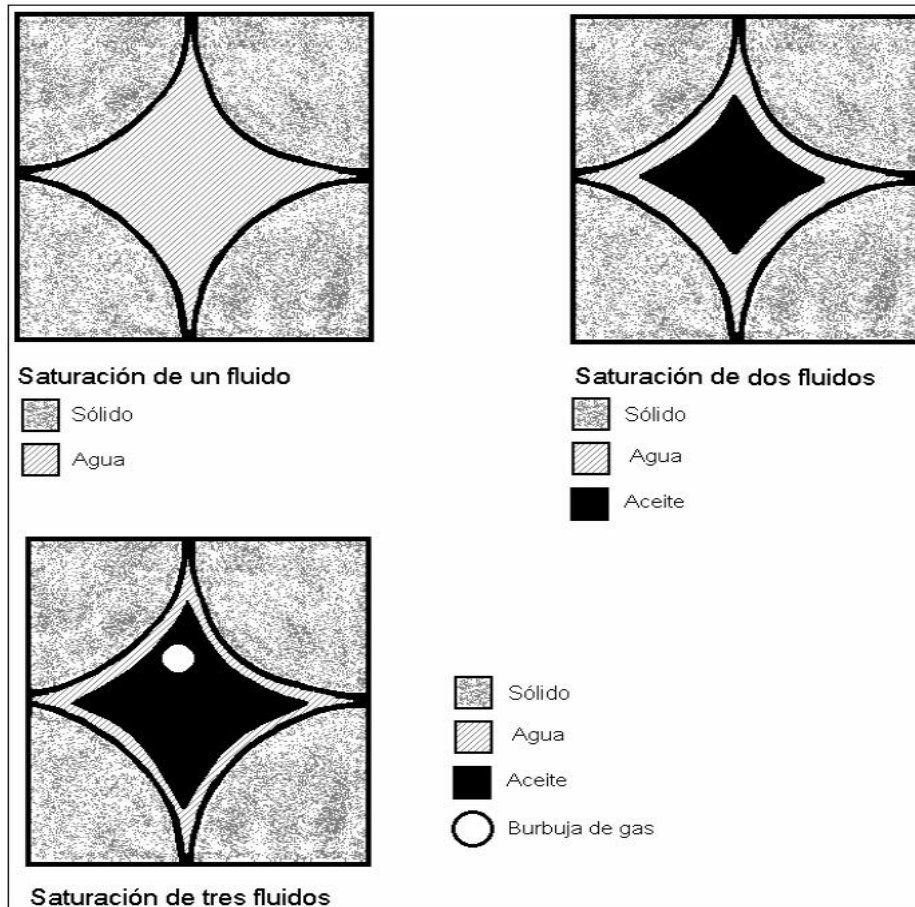 Saturación de un fluido
Sólido
Agua
Saturación de dos fluidos
Sólido
Agua
Aceite
Sólido
Agua
Aceite
Burbuja de gas
Saturación de tres fluidos